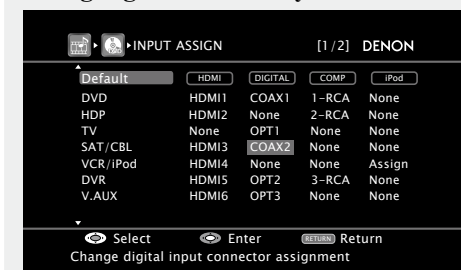 INPUT ASSIGN [1/2] DENON
Default HDMI DIGITAL COMP iPod
DVD HDMI1 COAX1 1-RCA None
HDP HDMI2 None 2-RCA None
TV None OPT1 None None
SAT/CBL HDMI3 COAX2 None None
VCR/iPod HDMI4 None None Assign
DVR HDMI5 OPT2 3-RCA None
V.AUX HDMI6 OPT3 None None
Select Enter RETURN Return
Change digital input connector assignment